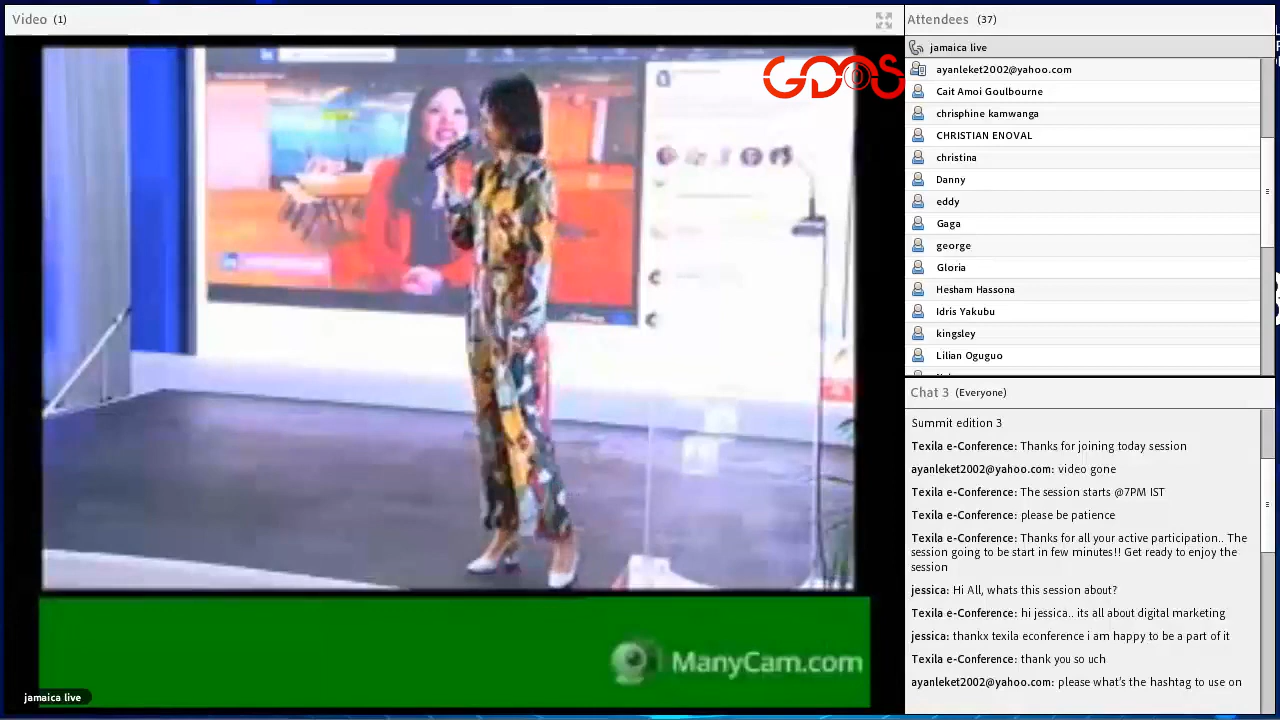 Video (1)
GDOS
ManyCam.com
jamaica live
Attendees (37)
jamaica live
ayanleket2002@yahoo.com
Cait Amoi Goulbourne
chrisphine kamwanga
CHRISTIAN ENOVAL
christina
Danny
eddy
Gaga
george
Gloria
Hesham Hassona
Idris Yakubu
kingsley
Lilian Oguguo
Chat 3 (Everyone)
Summit edition 3
Texila e-Conference: Thanks for joining today session
ayanleket2002@yahoo.com: video gone
Texila e-Conference: The session starts @7PM IST
Texila e-Conference: please be patience
Texila e-Conference: Thanks for all your active participation.. The
session going to be start in few minutes!! Get ready to enjoy the
session
jessica: Hi All, whats this session about?
Texila e-Conference: hi jessica.. its all about digital marketing
jessica: thankx texila econference i am happy to be a part of it
Texila e-Conference: thank you so uch
ayanleket2002@yahoo.com: please what's the hashtag to use on